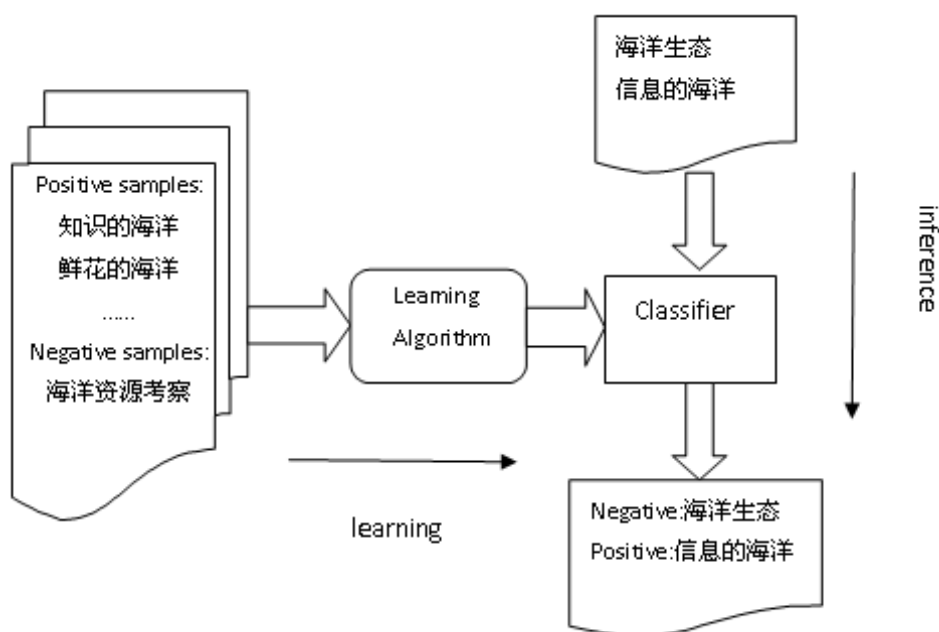 Positive samples:
知识的海洋
鲜花的海洋
......
Negative samples:
海洋资源考察
Learning
Algorithm
learning
海洋生态
信息的海洋
Classifier
Negative:海洋生态
Positive:信息的海洋
inference